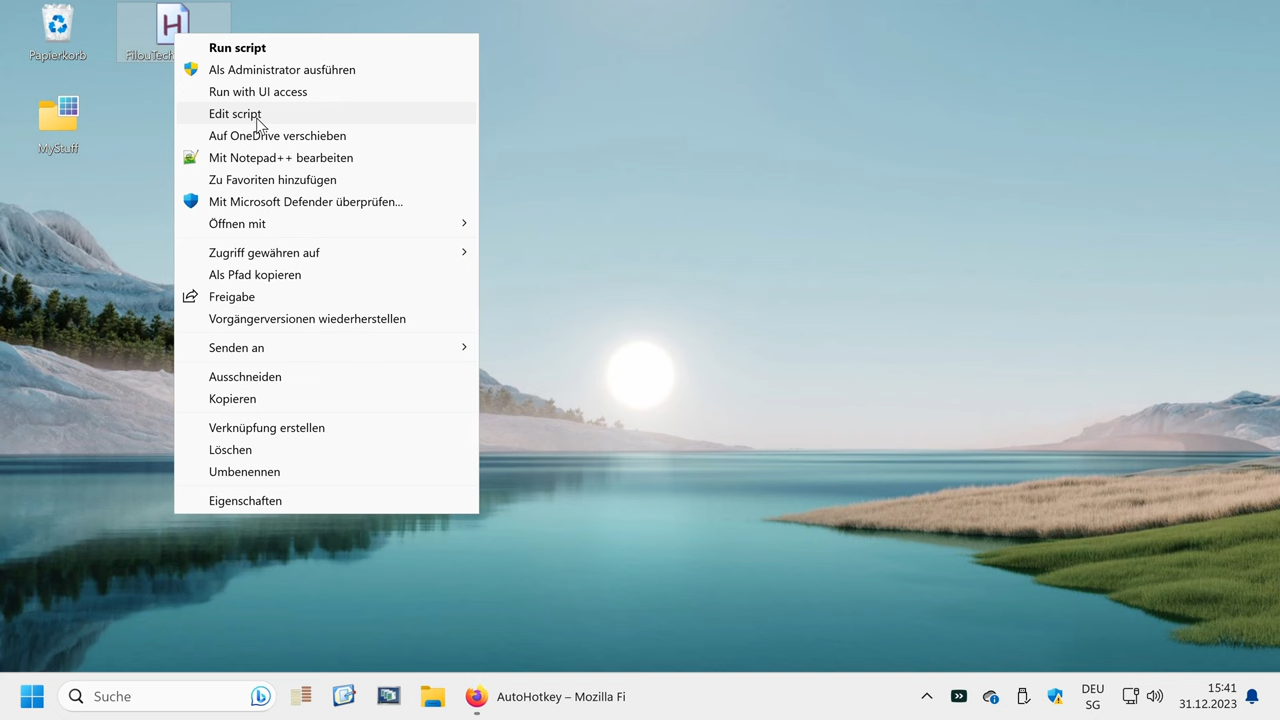 Papierkorb
MyStuff
Run script
Als Administrator ausführen
Run with UI access
Edit script
Auf OneDrive verschieben
Mit Notepad++ bearbeiten
Zu Favoriten hinzufügen
Mit Microsoft Defender überprüfen...
Öffnen mit
Zugriff gewähren auf
Als Pfad kopieren
Freigabe
Vorgängerversionen wiederherstellen
Senden an
Ausschneiden
Kopieren
Verknüpfung erstellen
Löschen
Umbenennen
Eigenschaften
Suche
AutoHotkey – Mozilla Fi
DEU
SG
15:41
31.12.2023